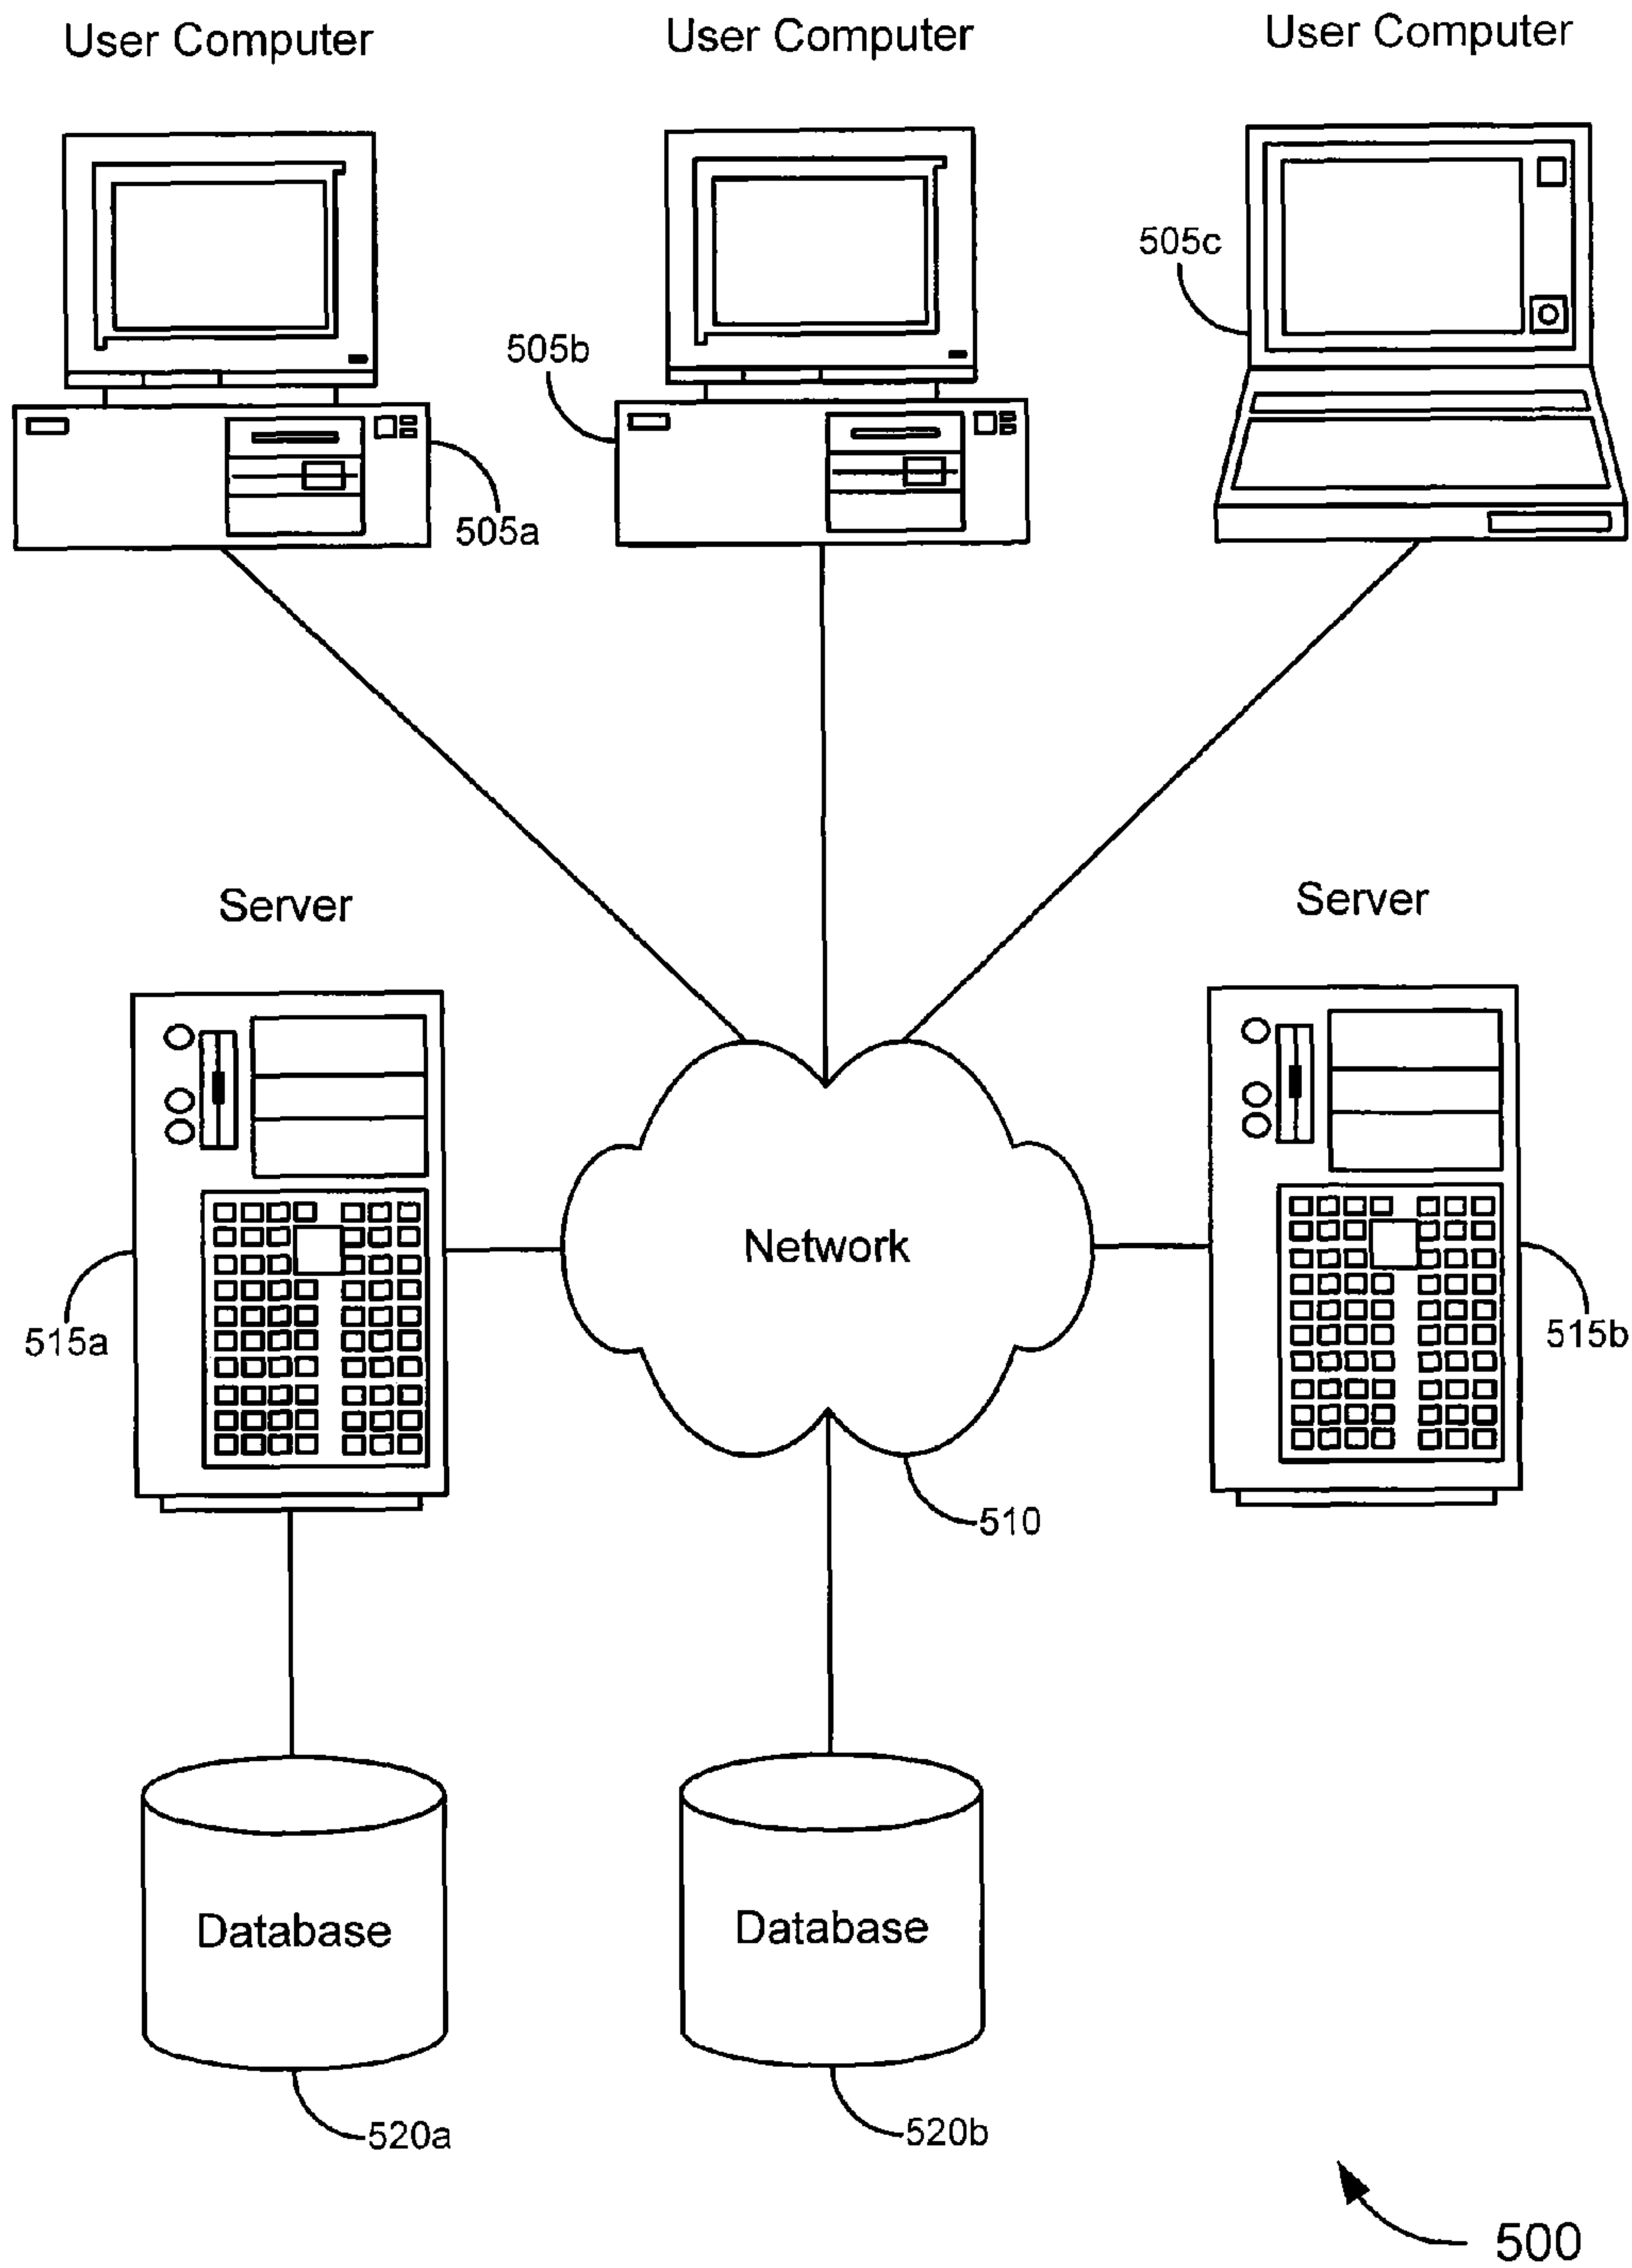 User Computer
User Computer
User Computer
505c
505b
505a
Server
Server
Network
515a
515b
510
Database
Database
520a
520b
500